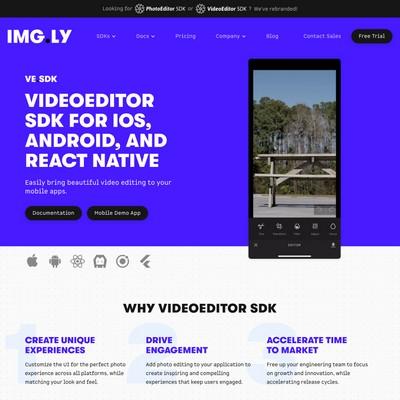 Looking for PhotoEditor SDK or VideoEditor SDK ? We've rebranded!
IMG.LY
SDKs
Docs
Pricing
Company
Blog
Contact Sales
Free Trial
VE SDK
VIDEOEDITOR
SDK FOR IOS,
ANDROID, AND
REACT NATIVE
Easily bring beautiful video editing to your
mobile apps.
Documentation
Mobile Demo App
EDITOR
WHY VIDEOEDITOR SDK
1
CREATE UNIQUE
EXPERIENCES
Customize the UI for the perfect photo
experience across all platforms, while
matching your look and feel.
2
DRIVE
ENGAGEMENT
Add photo editing to your application to
create inspiring and compelling
experiences that keep users engaged.
3
ACCELERATE TIME
TO MARKET
Free up your engineering team to focus
on growth and innovation, while
accelerating release cycles.